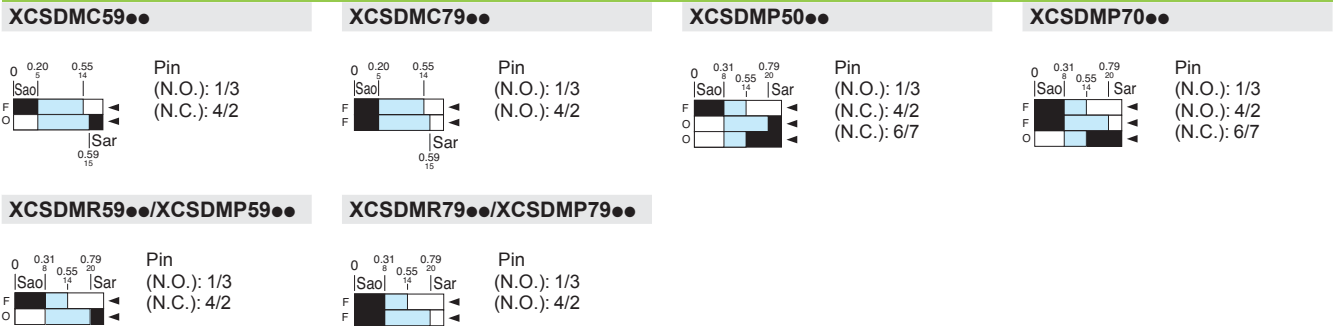 XCSDMC59●●
0 0.20 0.55
5 14
Sao
F
O
Sar
0.59
15
Pin
(N.O.): 1/3
(N.C.): 4/2
XCSDMC79●●
0 0.20 0.55
5 14
Sao
F
F
Sar
0.59
15
Pin
(N.O.): 1/3
(N.O.): 4/2
XCSDMP50●●
0 0.31 0.55 0.79
8 14 20
Sao Sar
F
O
O
Pin
(N.O.): 1/3
(N.C.): 4/2
(N.C.): 6/7
XCSDMP70●●
0 0.31 0.55 0.79
8 14 20
Sao Sar
F
F
O
Pin
(N.O.): 1/3
(N.O.): 4/2
(N.C.): 6/7
XCSDMR59●●/XCSDMP59●●
0 0.31 0.55 0.79
8 14 20
Sao Sar
F
O
Pin
(N.O.): 1/3
(N.C.): 4/2
XCSDMR79●●/XCSDMP79●●
0 0.31 0.55 0.79
8 14 20
Sao Sar
F
F
Pin
(N.O.): 1/3
(N.O.): 4/2